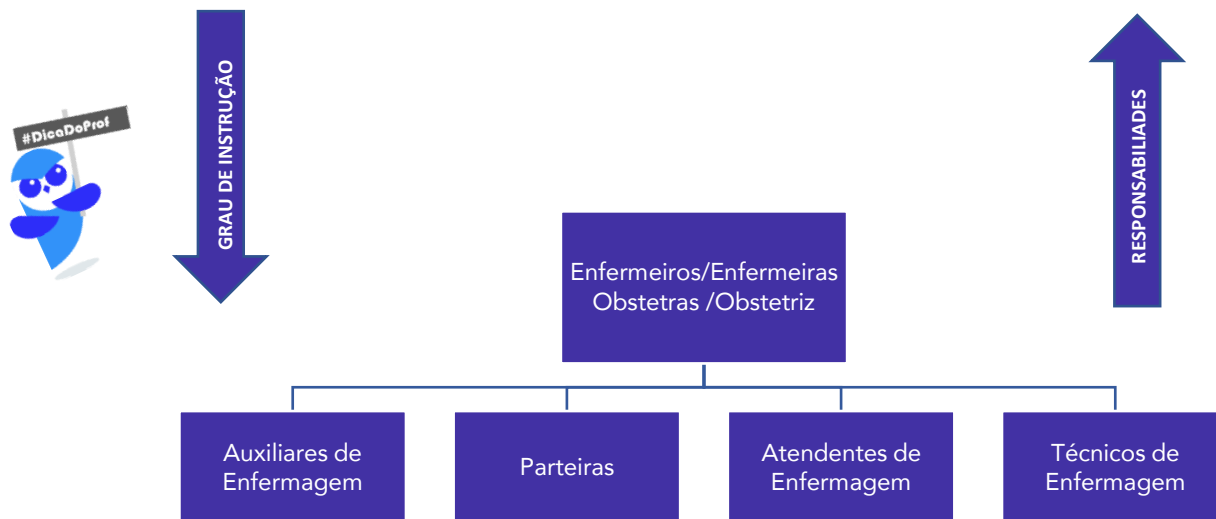 #DicaDoProf
GRAU DE INSTRUÇÃO
RESPONSABILIADES
Enfermeiros/Enfermeiras
Obstetras /Obstetriz
Auxiliares de
Enfermagem
Parteiras
Atendentes de
Enfermagem
Técnicos de
Enfermagem